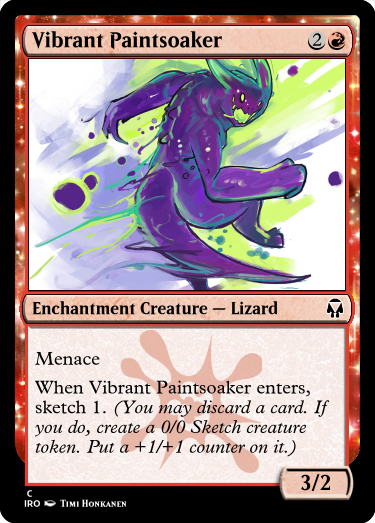 Vibrant Paintsoaker 2
Enchantment Creature — Lizard
Menace
When Vibrant Paintsoaker enters,
sketch 1. (You may discard a card. If
you do, create a 0/0 Sketch creature
token. Put a +1/+1 counter on it.)
3/2
C
IRO Timi Honkanen